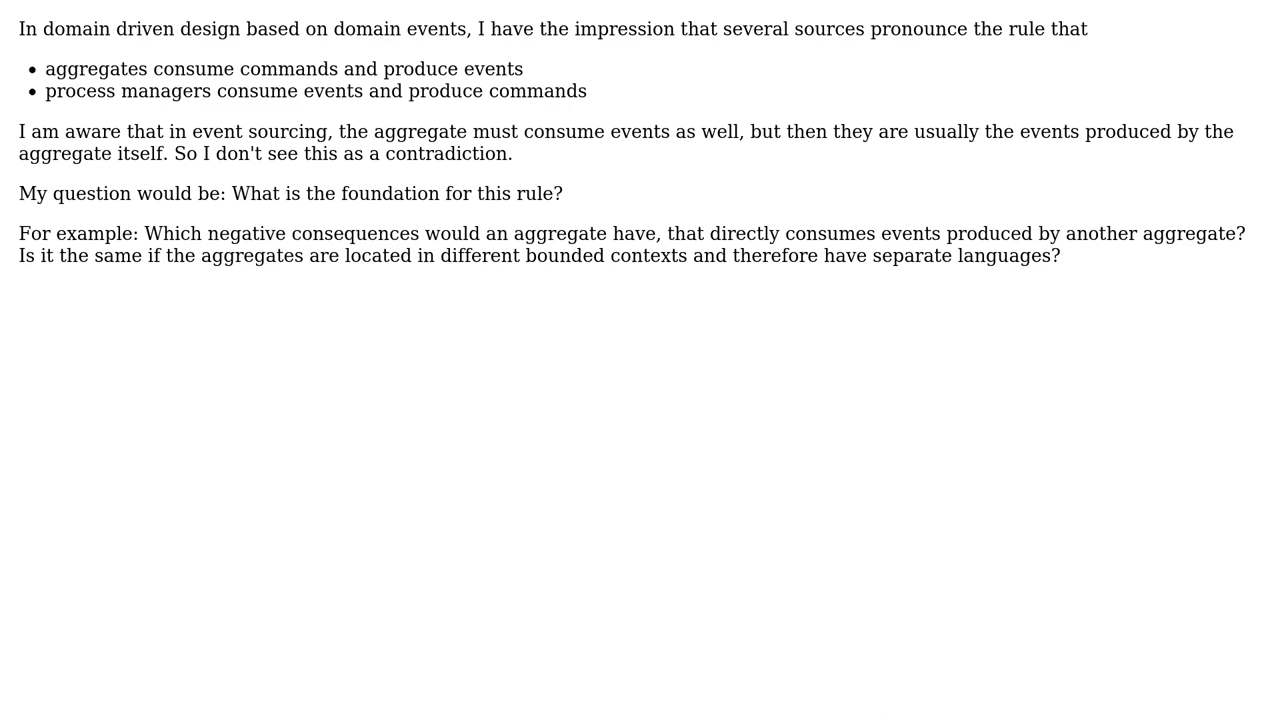 In domain driven design based on domain events, I have the impression that several sources pronounce the rule that
• aggregates consume commands and produce events
• process managers consume events and produce commands
I am aware that in event sourcing, the aggregate must consume events as well, but then they are usually the events produced by the
aggregate itself. So I don't see this as a contradiction.
My question would be: What is the foundation for this rule?
For example: Which negative consequences would an aggregate have, that directly consumes events produced by another aggregate?
Is it the same if the aggregates are located in different bounded contexts and therefore have separate languages?